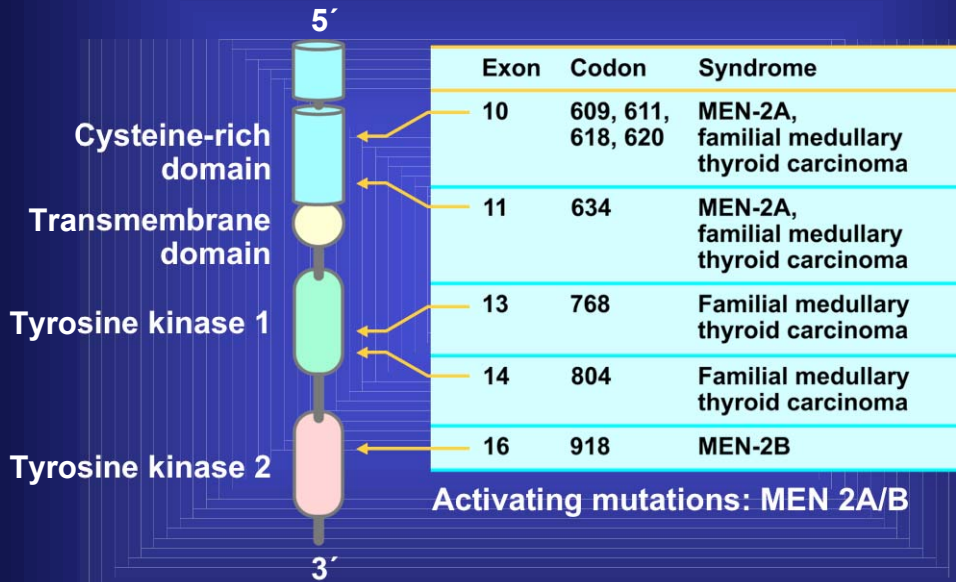 5´
Cysteine-rich
domain
Transmembrane
domain
Tyrosine kinase 1
Tyrosine kinase 2
3´
Exon Codon Syndrome
10 609, 611, MEN-2A,
618, 620 familial medullary
thyroid carcinoma
11 634 MEN-2A,
familial medullary
thyroid carcinoma
13 768 Familial medullary
thyroid carcinoma
14 804 Familial medullary
thyroid carcinoma
16 918 MEN-2B
Activating mutations: MEN 2A/B